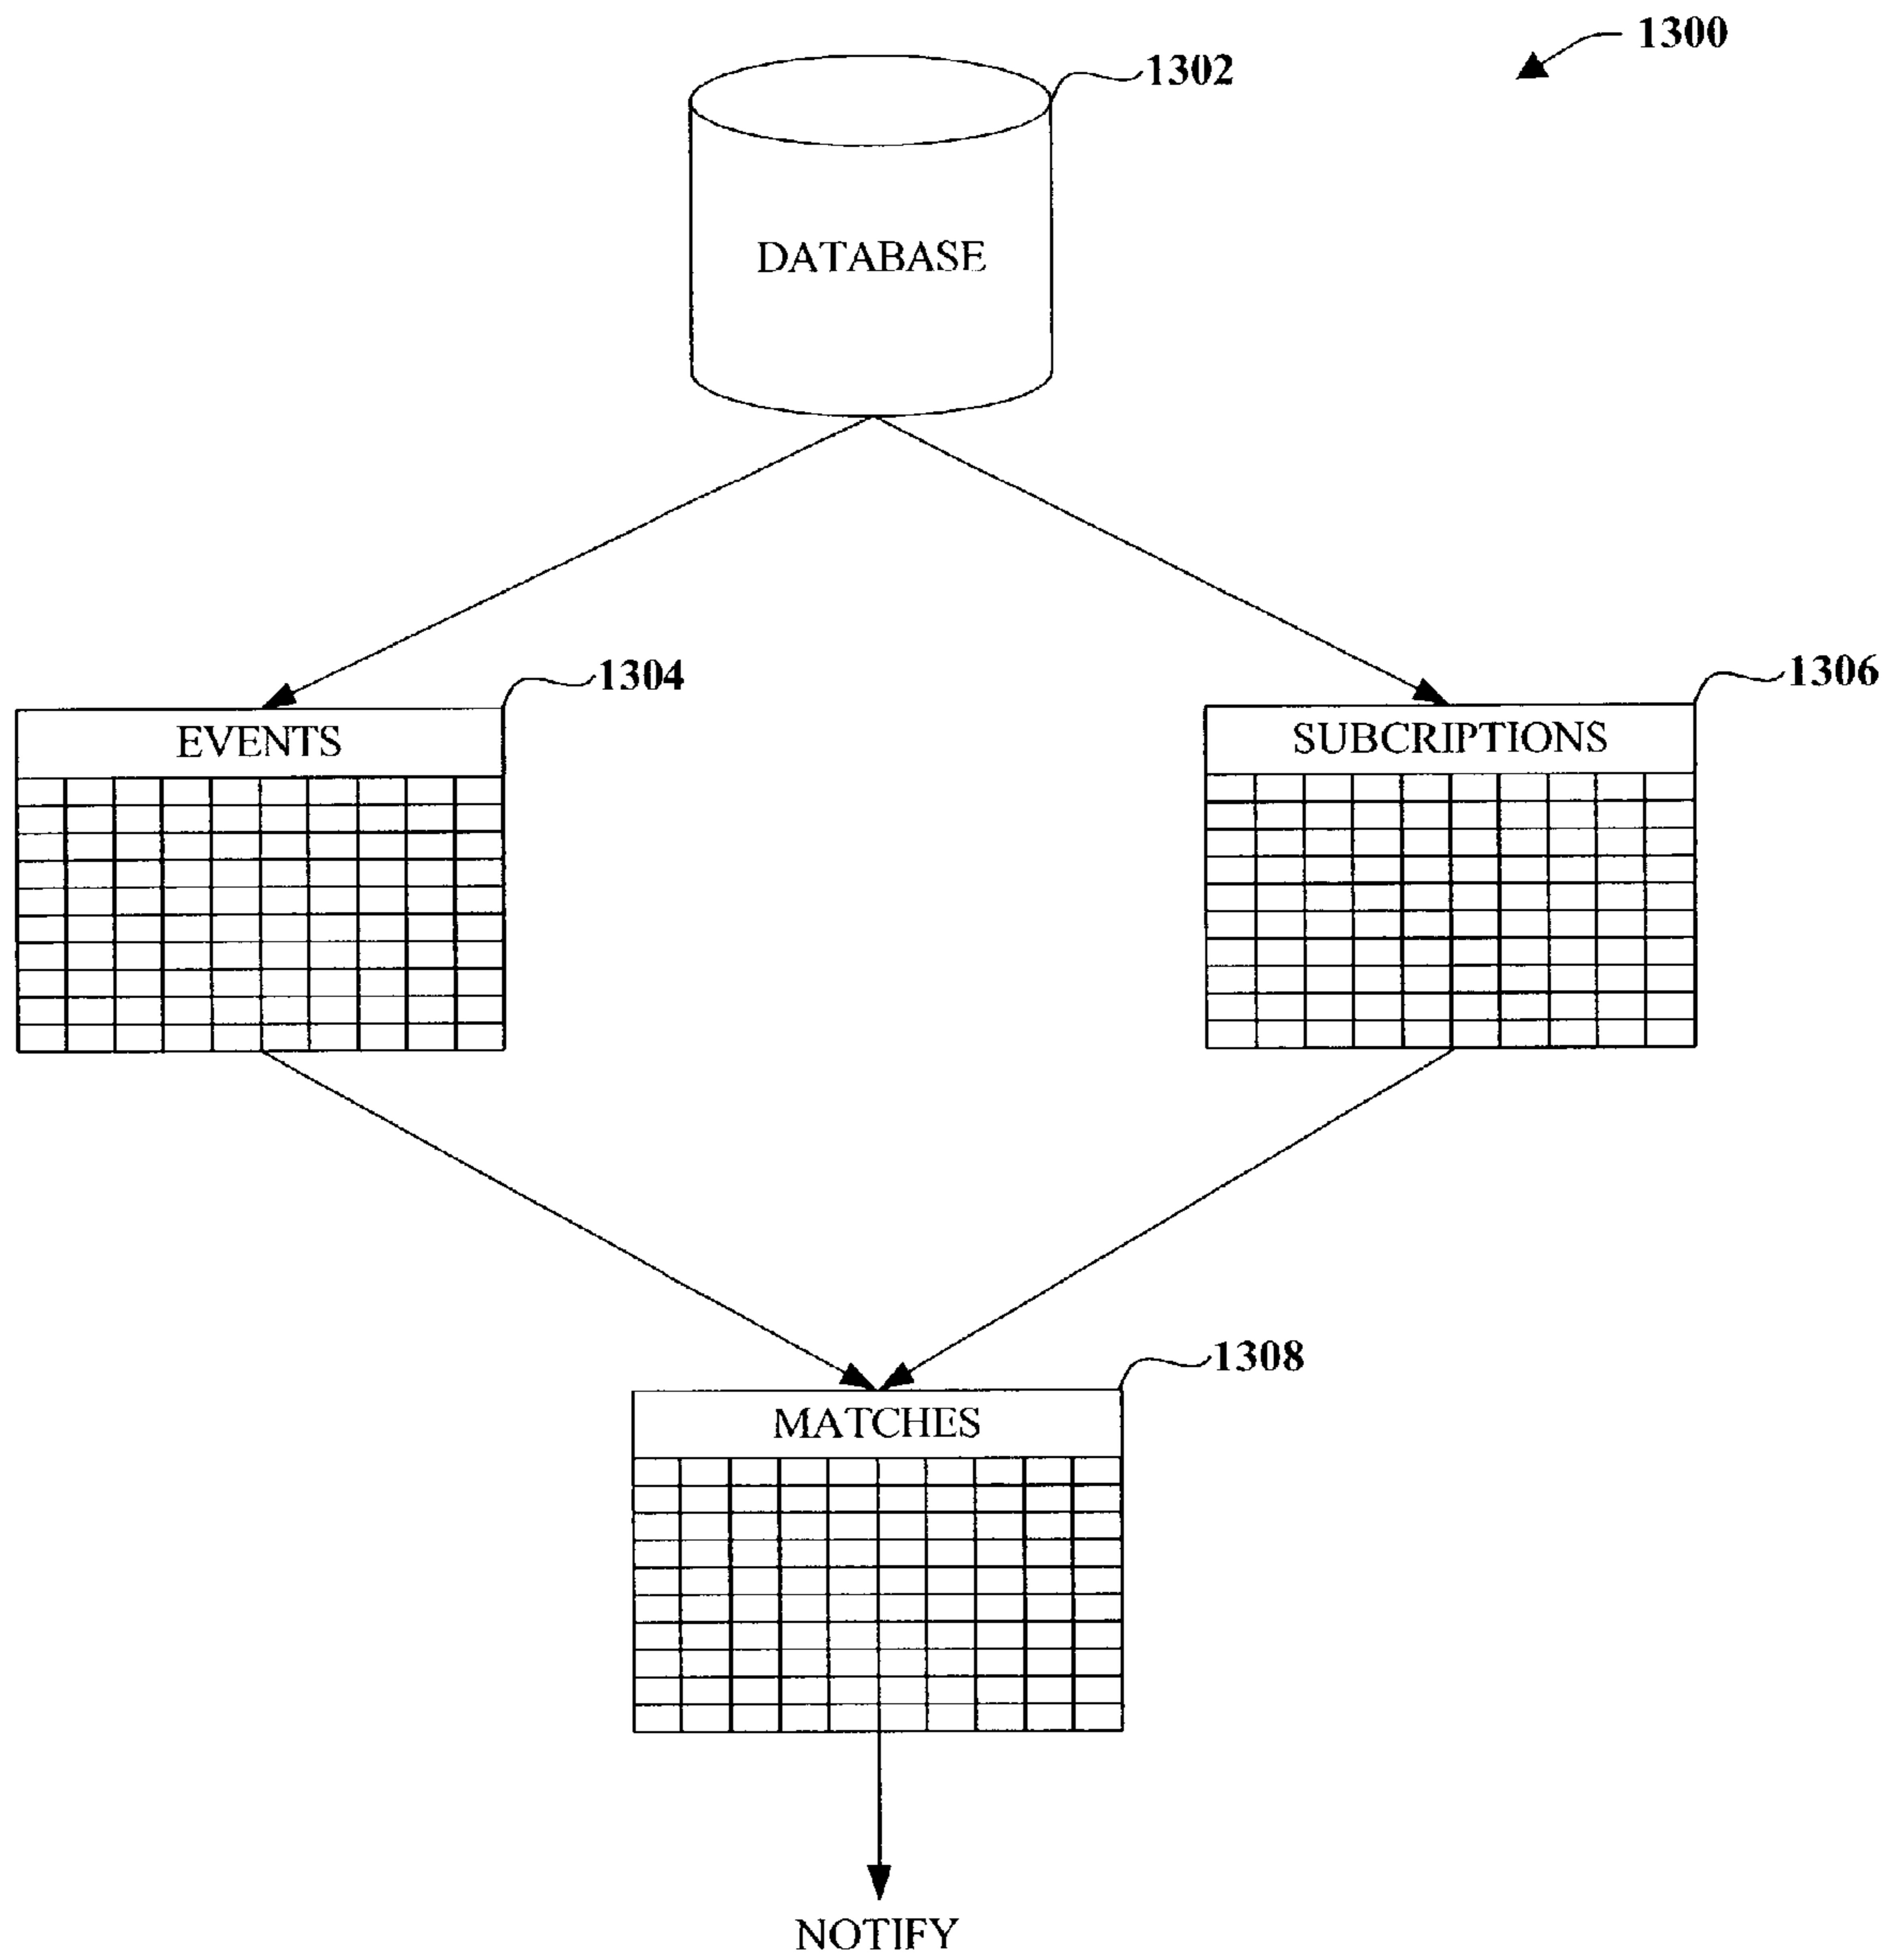 1300
1302
DATABASE
1304
EVENTS
1306
SUBCRIPTIONS
1308
MATCHES
NOTIFY